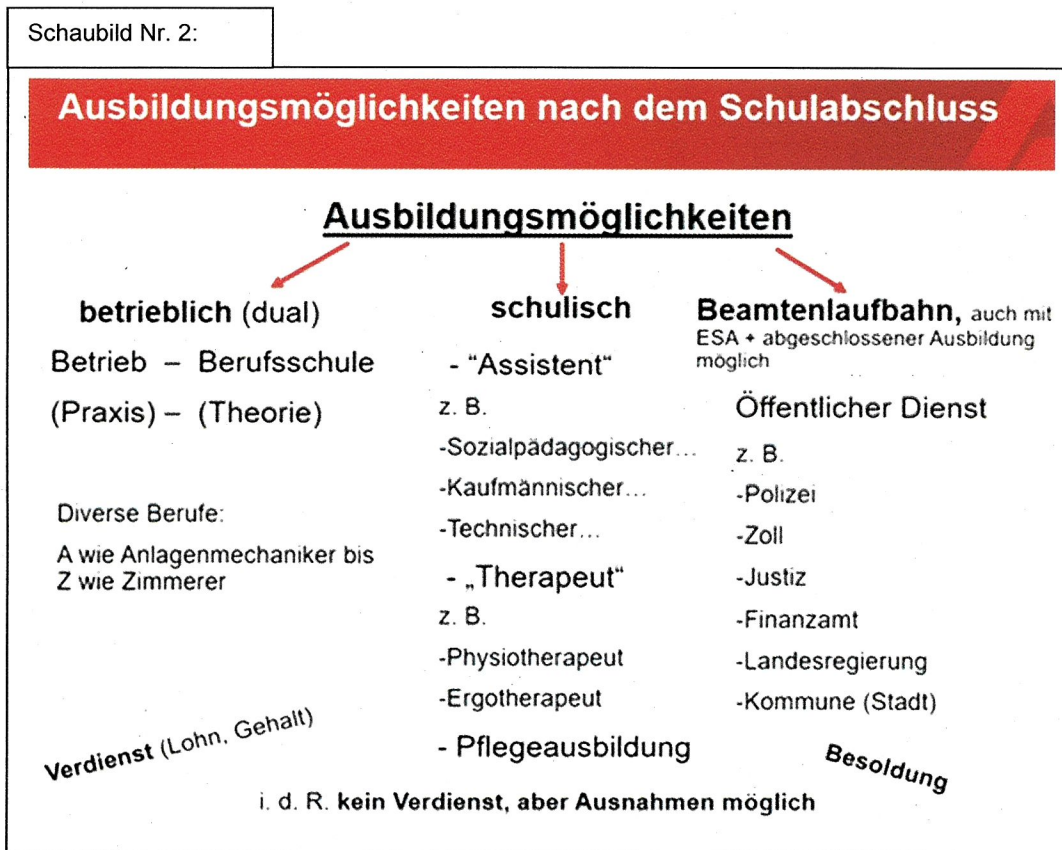 Schaubild Nr. 2:
Ausbildungsmöglichkeiten nach dem Schulabschluss
Ausbildungsmöglichkeiten
betrieblich (dual)
Betrieb – Berufsschule
(Praxis) – (Theorie)
Diverse Berufe:
A wie Anlagenmechaniker bis
Z wie Zimmerer
Verdienst (Lohn, Gehalt)
schulisch
- “Assistent“
z. B.
-Sozialpädagogischer...
-Kaufmännischer...
-Technischer...
- „Therapeut“
z. B.
-Physiotherapeut
-Ergotherapeut
- Pflegeausbildung
i. d. R. kein Verdienst, aber Ausnahmen möglich
Beamtenlaufbahn, auch mit
ESA + abgeschlossener Ausbildung
möglich
Öffentlicher Dienst
z. B.
-Polizei
-Zoll
-Justiz
-Finanzamt
-Landesregierung
-Kommune (Stadt)
Besoldung